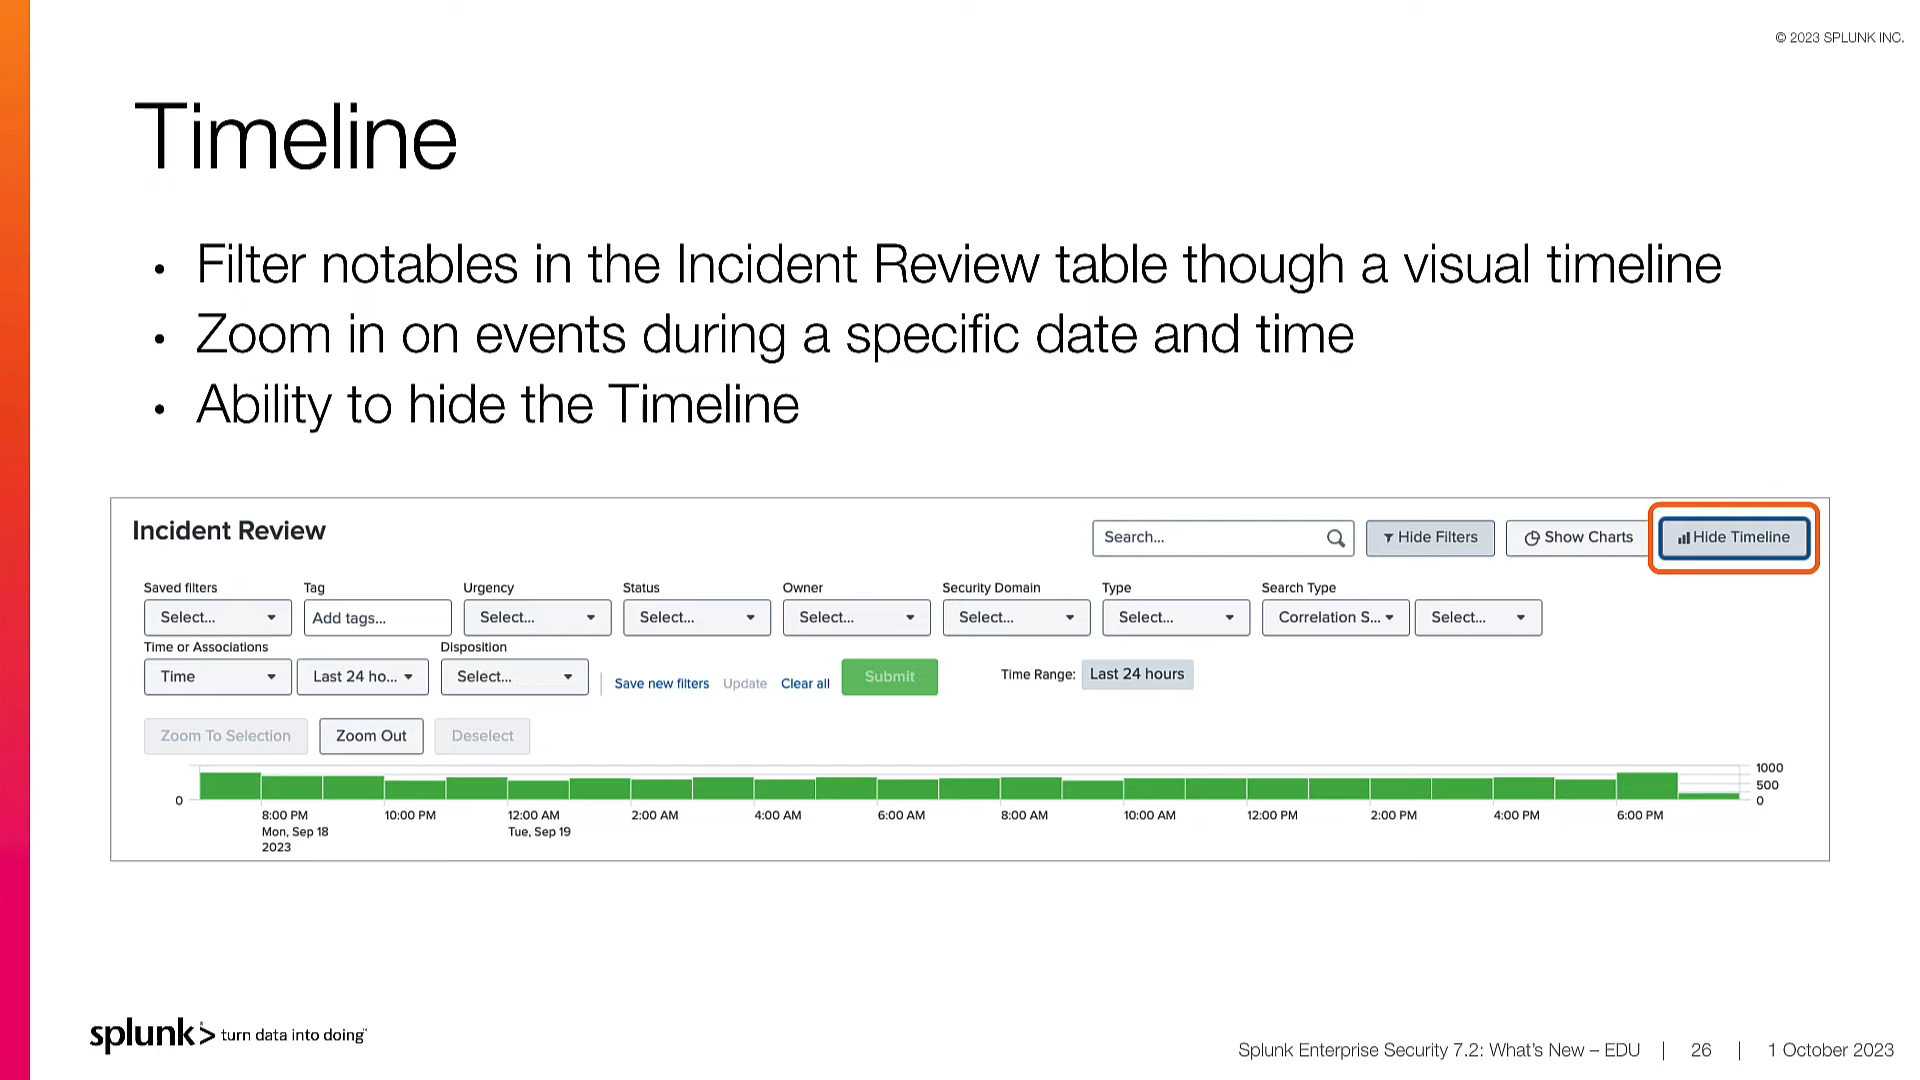 © 2023 SPLUNK INC.
Timeline
• Filter notables in the Incident Review table though a visual timeline
• Zoom in on events during a specific date and time
• Ability to hide the Timeline
Incident Review
Search...
Hide Filters
Show Charts
Hide Timeline
Saved filters Tag Urgency Status Owner Security Domain Type Search Type
Select... Add tags... Select... Select... Select... Select... Select... Correlation S... Select...
Time or Associations Disposition
Time Last 24 ho... Select... Save new filters Update Clear all Submit Time Range: Last 24 hours
Zoom To Selection Zoom Out Deselect
1000
500
0 0
8:00 PM 10:00 PM 12:00 AM 2:00 AM 4:00 AM 6:00 AM 8:00 AM 10:00 AM 12:00 PM 2:00 PM 4:00 PM 6:00 PM
Mon, Sep 18 Tue, Sep 19
2023
splunk> turn data into doing™
Splunk Enterprise Security 7.2: What's New – EDU | 26 | 1 October 2023